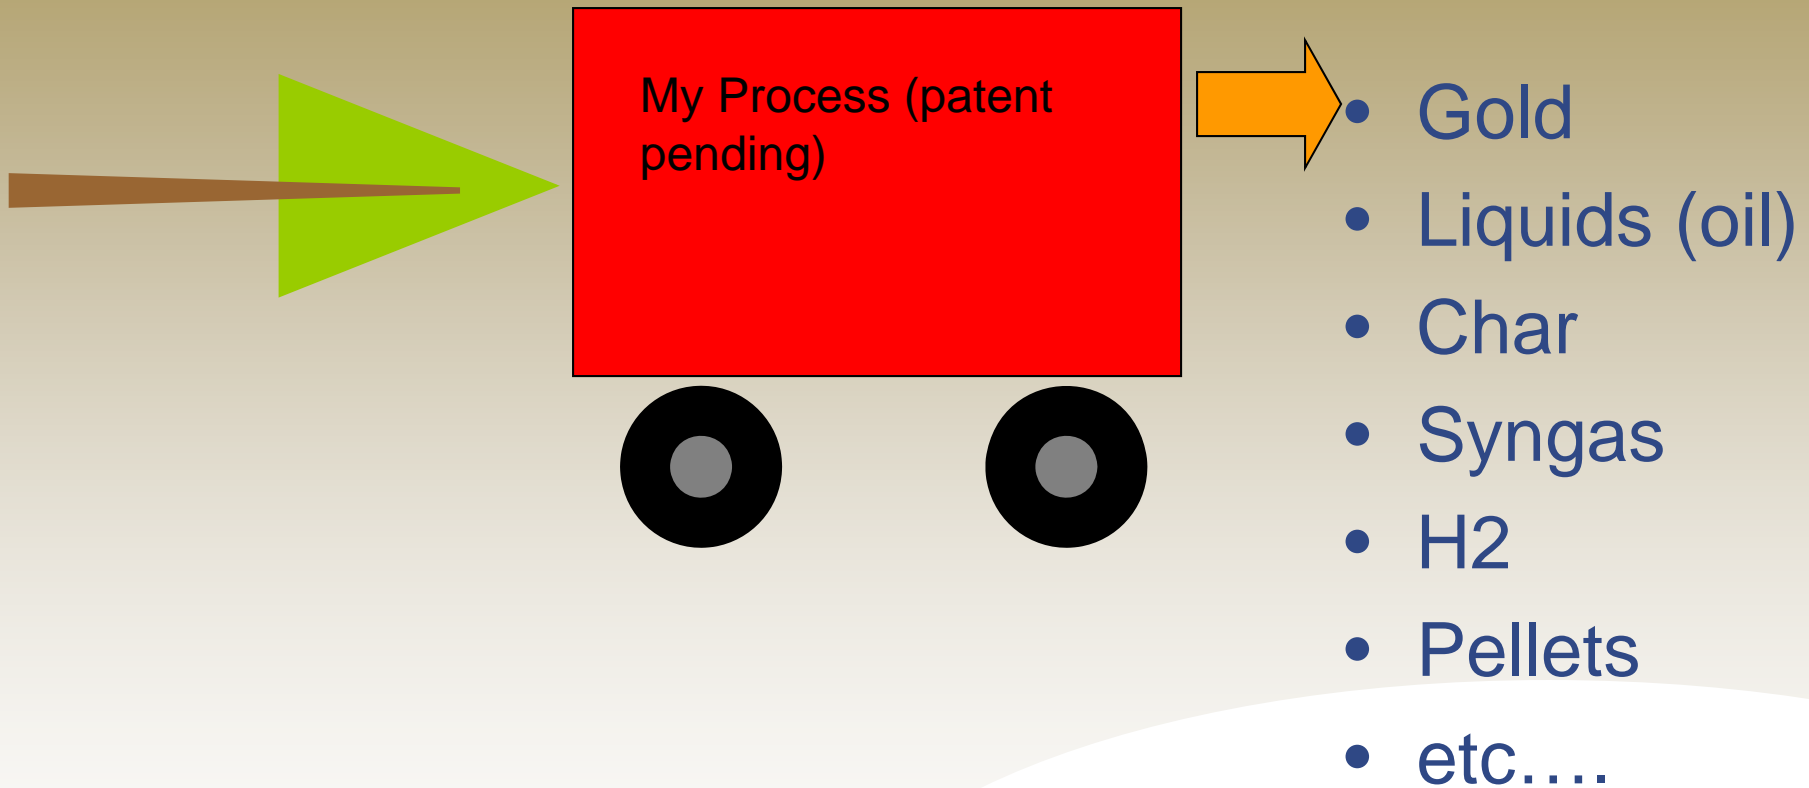 My Process (patent
pending)
• Gold
• Liquids (oil)
• Char
• Syngas
• H2
• Pellets
• etc….